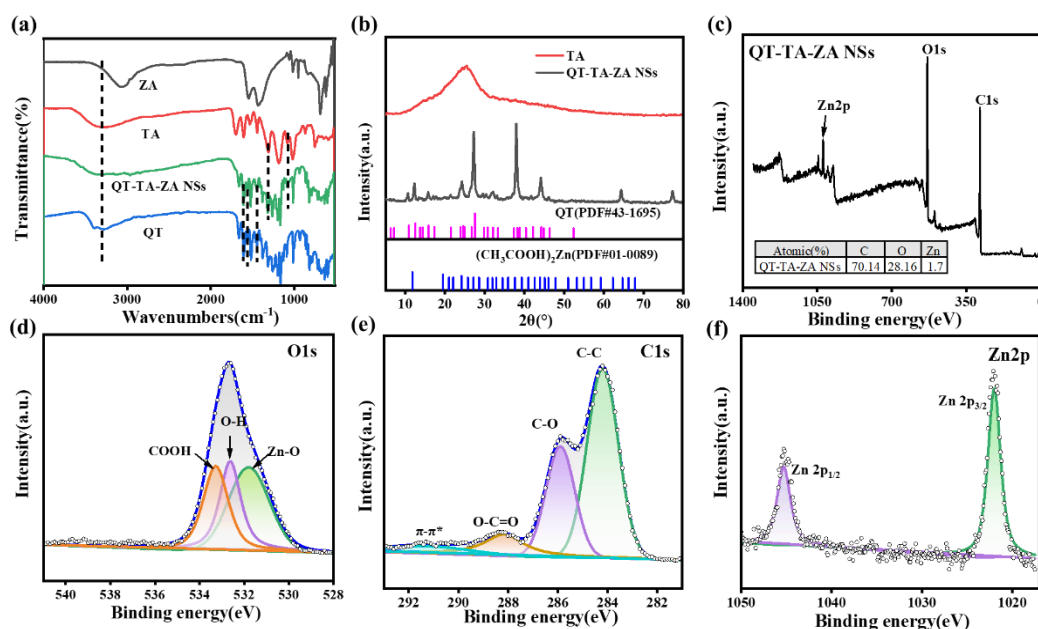 (a)
Transmittance(%)
ZA
TA
QT-TA-ZA NSs
QT
4000 3000 2000 1000
Wavenumbers(cm-1)
(b)
Intensity(a.u.)
TA
QT-TA-ZA NSs
QT(PDF#43-1695)
(CH3COOH)2Zn(PDF#01-0089)
10 20 30 40 50 60 70 80
2θ(°)
(c)
QT-TA-ZA NSs
Intensity(a.u.)
O1s
Zn2p
C1s
Atomic(%) C O Zn
QT-TA-ZA NSs 70.14 28.16 1.7
1400 1050 700 350 0
Binding energy(eV)
(d)
O1s
Intensity(a.u.)
O-H
COOH
Zn-O
540 538 536 534 532 530 528
Binding energy(eV)
(e)
C1s
Intensity(a.u.)
C-C
C-O
O-C=O
π-π*
292 290 288 286 284 282
Binding energy(eV)
(f)
Zn2p
Intensity(a.u.)
Zn 2p3/2
Zn 2p1/2
1050 1040 1030 1020
Binding energy(eV)